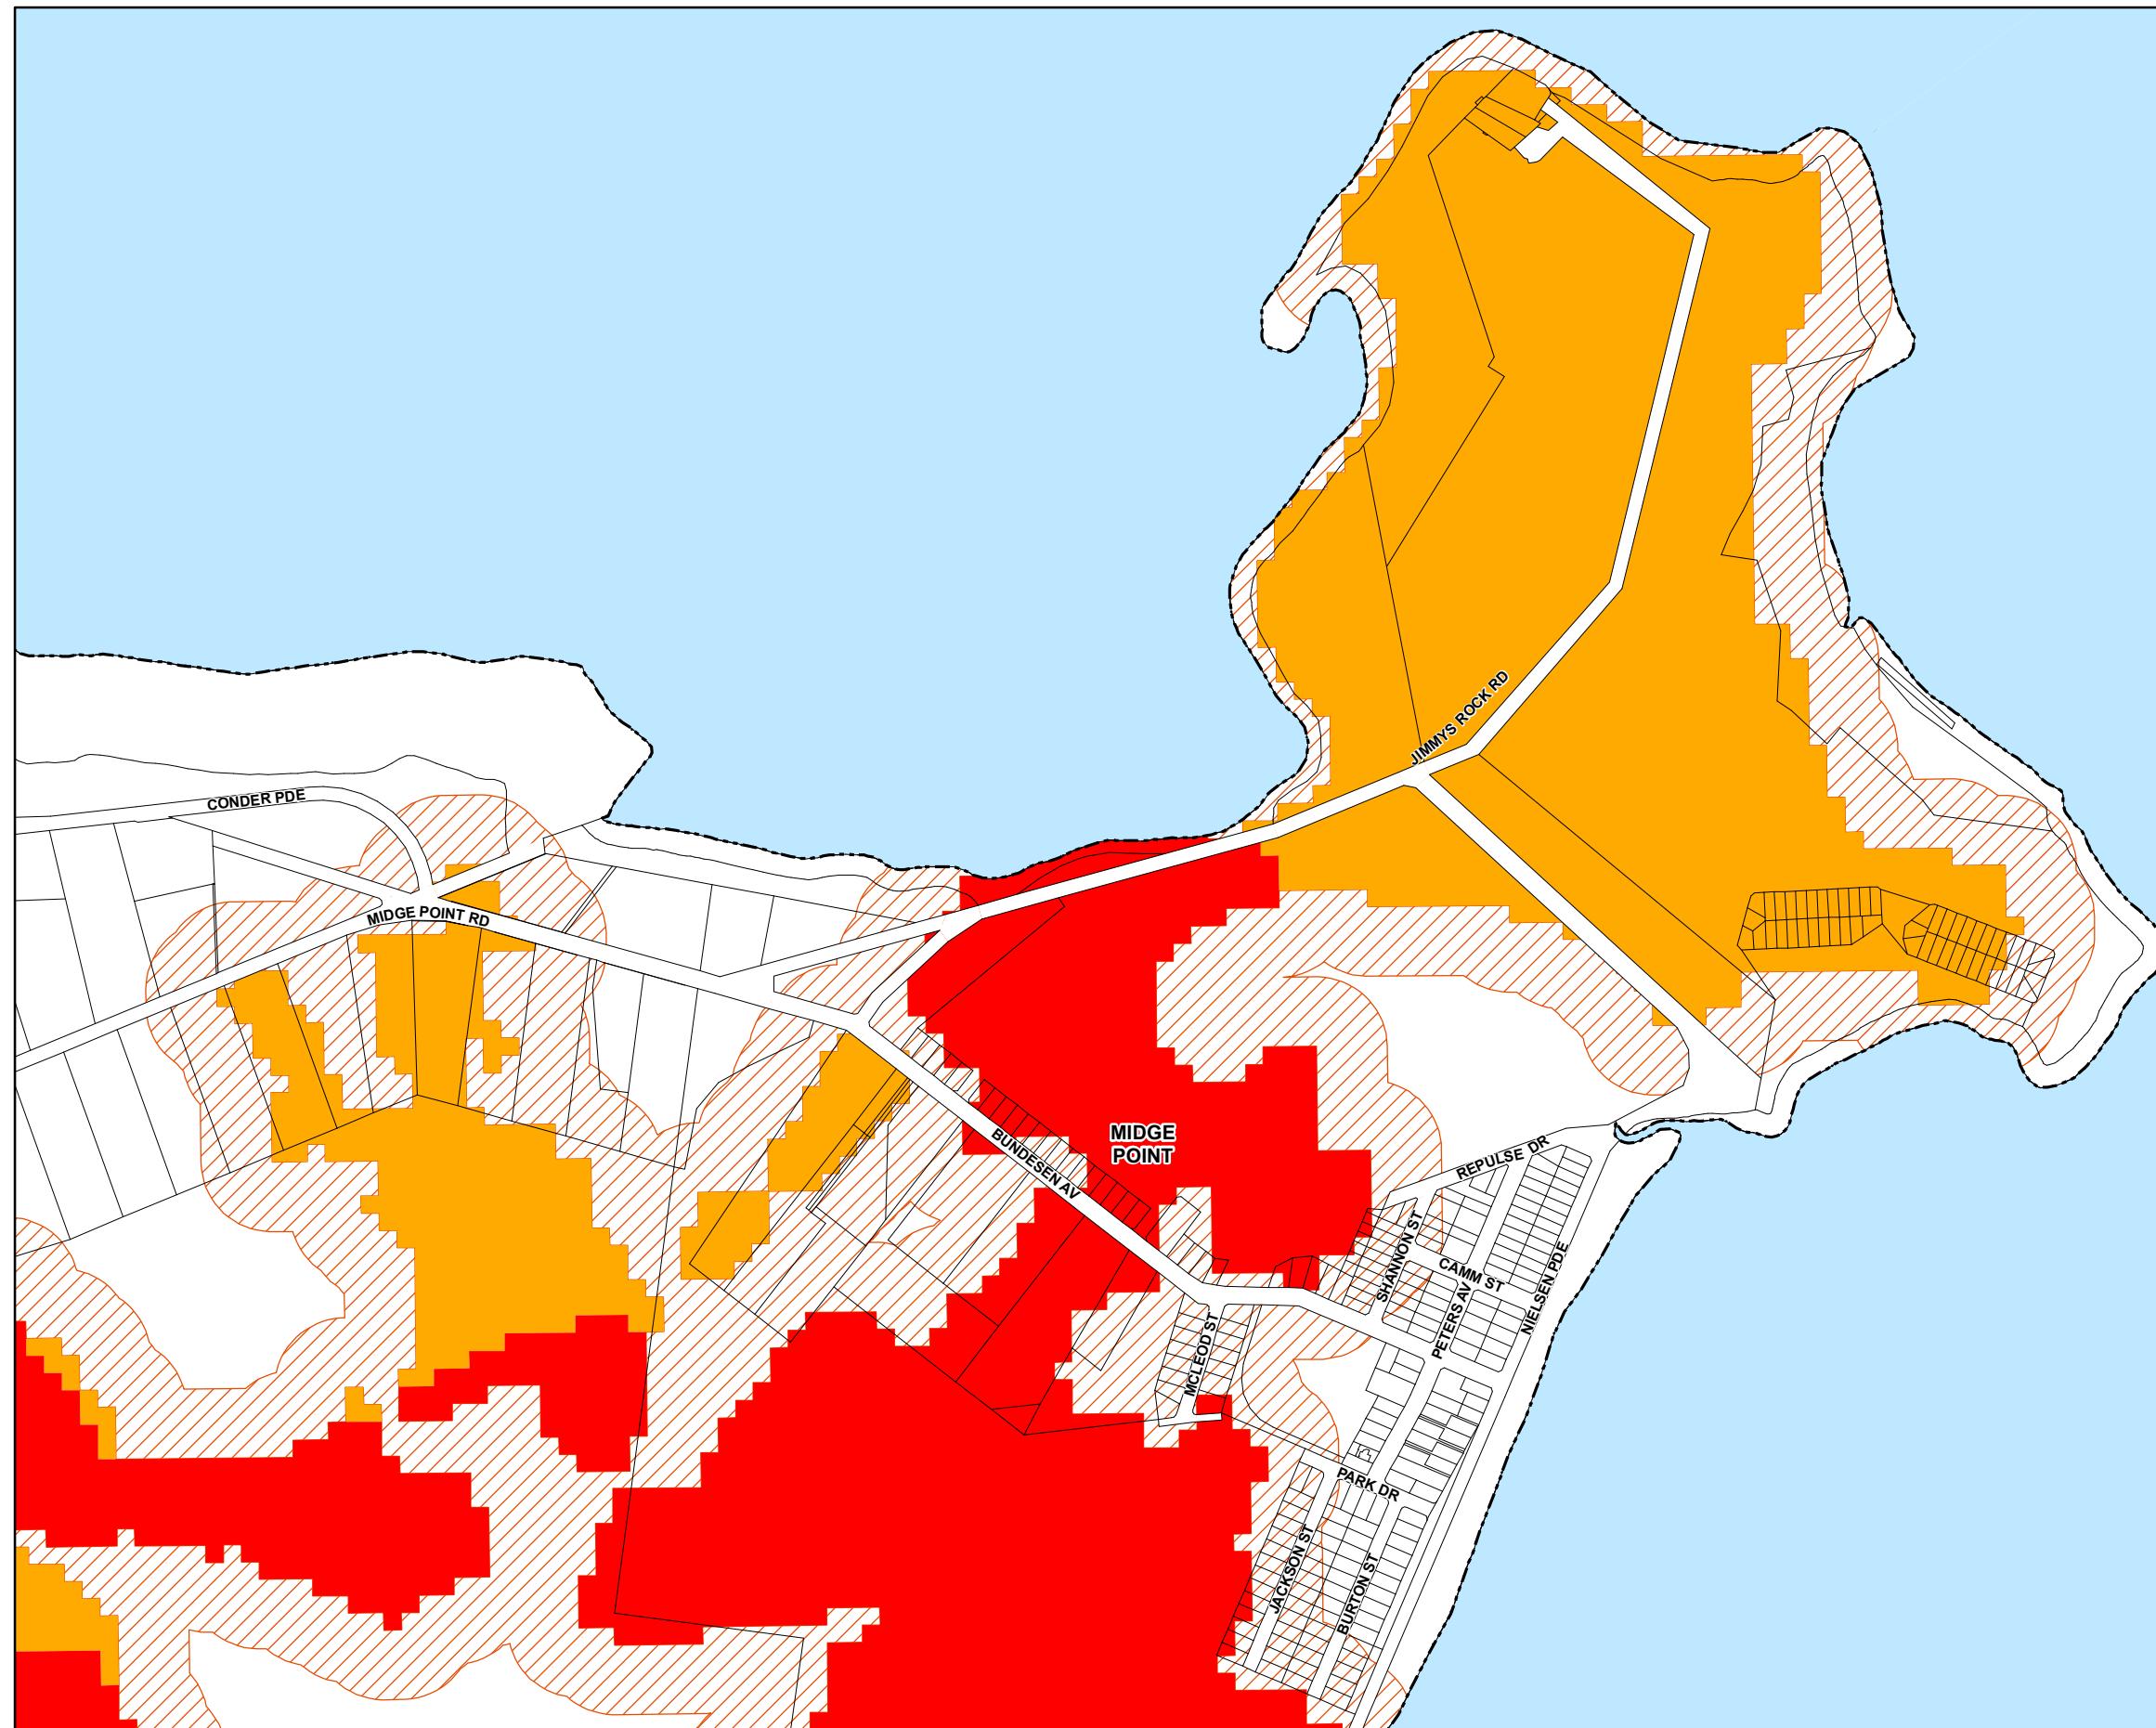 JIMMYS ROCK RD
CONDER PDE
MIDGE POINT RD
MIDGE
POINT
BUNDESEN AV
REPULSE DR
SHANNON ST
CAMM ST
PETERS AV
NIELSEN PDE
MCLEOD ST
PARK DR
JACKSON ST
BURTON ST